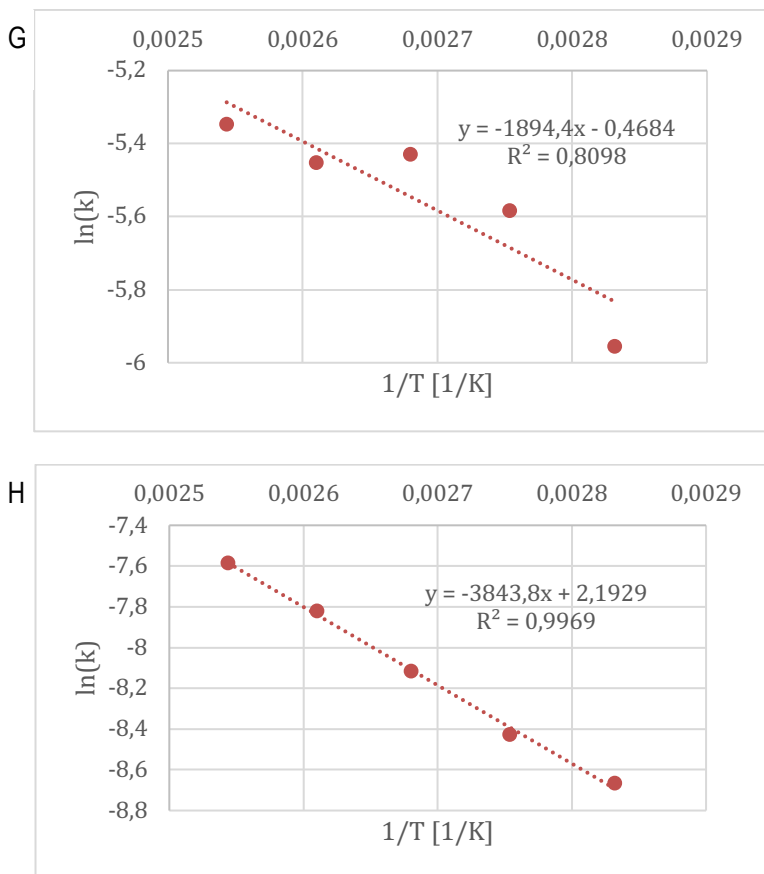 G
0,0025 0,0026 0,0027 0,0028 0,0029
-5,2
-5,4
-5,6
-5,8
-6
ln(k)
y = -1894,4x - 0,4684
R² = 0,8098
1/T [1/K]
H
0,0025 0,0026 0,0027 0,0028 0,0029
-7,4
-7,6
-7,8
-8
-8,2
-8,4
-8,6
-8,8
ln(k)
y = -3843,8x + 2,1929
R² = 0,9969
1/T [1/K]